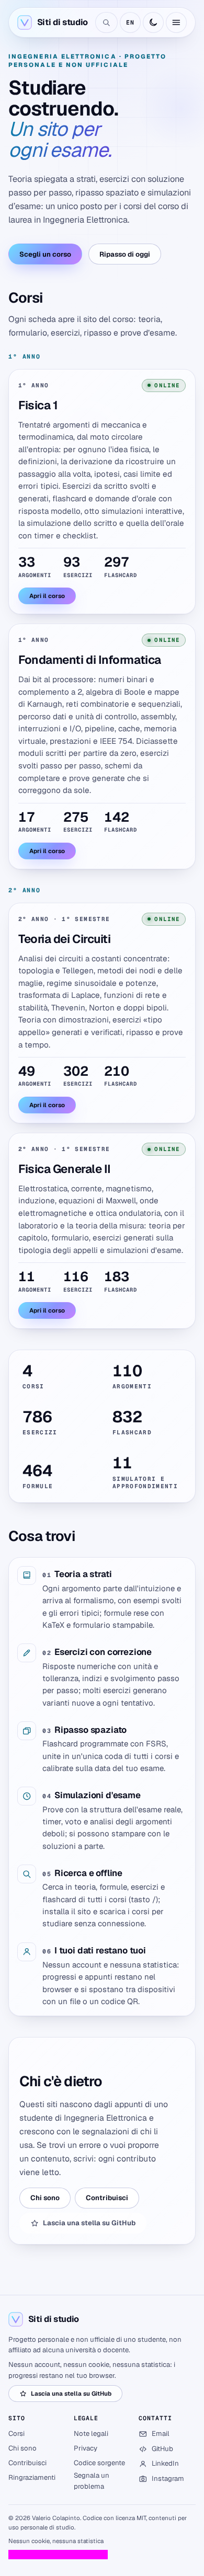 Siti di studio
EN
INGEGNERIA ELETTRONICA · PROGETTO
PERSONALE E NON UFFICIALE
Studiare
costruendo.
Un sito per
ogni esame.
Teoria spiegata a strati, esercizi con soluzione
passo per passo, ripasso spaziato e simulazioni
d'esame: un unico posto per i corsi del corso di
laurea in Ingegneria Elettronica.
Scegli un corso
Ripasso di oggi
Corsi
Ogni scheda apre il sito del corso: teoria,
formulario, esercizi, ripasso e prove d'esame.
1° ANNO
1° ANNO
ONLINE
Fisica 1
Trentatré argomenti di meccanica e
termodinamica, dal moto circolare
all'entropia: per ognuno l'idea fisica, le
definizioni, la derivazione te ricostruito un
passaggio alla volta, ipotesi, casi limite ed
errori tipici. Esercizi da scritto svolti e
generati, flashcard e domande d'orale con
risposta modello, otto simulazioni interattive,
la simulazione dello scritto e quella dell'orale
con timer e checklist.
33
93
297
ARGOMENTI
ESERCIZI
FLASHCARD
Apri il corso
1° ANNO
ONLINE
Fondamenti di Informatica
Dai bit al processore: numeri binari e
complemento a 2, algebra di Boole e mappe
di Karnaugh, reti combinatorie e sequenziali,
percorso dati e unità di controllo, assembly,
interruzioni e I/O, pipeline, cache, memoria
virtuale, prestazioni e IEEE 754. Diciassette
moduli scritti per partire da zero, esercizi
svolti passo per passo, schemi da
completare e prove generate che si
correggono da sole.
17
275
142
ARGOMENTI
ESERCIZI
FLASHCARD
Apri il corso
2° ANNO
2° ANNO · 1° SEMESTRE
ONLINE
Teoria dei Circuiti
Analisi dei circuiti a costanti concentrate:
topologia e Tellegen, metodi dei nodi e delle
maglie, regime sinusoidale e potenze,
trasformata di Laplace, funzioni di rete e
stabilità, Thevenin, Norton e doppi bipoli.
Teoria con dimostrazioni, esercizi «tipo
appello» generati e verificati, ripasso e prove
a tempo.
49
302
210
ARGOMENTI
ESERCIZI
FLASHCARD
Apri il corso
2° ANNO · 1° SEMESTRE
ONLINE
Fisica Generale II
Elettrostatica, corrente, magnetismo,
induzione, equazioni di Maxwell, onde
elettromagnetiche e ottica ondulatoria, con il
laboratorio e la teoria della misura: teoria per
capitolo, formulario, esercizi generati sulla
tipologia degli appelli e simulazioni d'esame.
11
116
183
ARGOMENTI
ESERCIZI
FLASHCARD
Apri il corso
4
110
CORSI
ARGOMENTI
786
832
ESERCIZI
FLASHCARD
464
11
FORMULE
SIMULATORI E
APPROFONDIMENTI
Cosa trovi
01 Teoria a strati
Ogni argomento parte dall'intuizione e
arriva al formalismo, con esempi svolti
e gli errori tipici; formule rese con
KaTeX e formulario stampabile.
02 Esercizi con correzione
Risposte numeriche con unità e
tolleranza, indizi e svolgimento passo
per passo; molti esercizi generano
varianti nuove a ogni tentativo.
03 Ripasso spaziato
Flashcard programmate con FSRS,
unite in un'unica coda di tutti i corsi e
calibrate sulla data del tuo esame.
04 Simulazioni d'esame
Prove con la struttura dell'esame reale,
timer, voto e analisi degli argomenti
deboli; si possono stampare con le
soluzioni a parte.
05 Ricerca e offline
Cerca in teoria, formule, esercizi e
flashcard di tutti i corsi (tasto /);
installa il sito e scarica i corsi per
studiare senza connessione.
06 I tuoi dati restano tuoi
Nessun account e nessuna statistica:
progressi e appunti restano nel
browser e si spostano tra dispositivi
con un file o un codice QR.
Chi c'è dietro
Questi siti nascono dagli appunti di uno
studente di Ingegneria Elettronica e
crescono con le segnalazioni di chi li
usa. Se trovi un errore o vuoi proporre
un contenuto, scrivi: ogni contributo
viene letto.
Chi sono
Contribuisci
Lascia una stella su GitHub
Siti di studio
Progetto personale e non ufficiale di uno studente, non
affiliato ad alcuna università o docente.
Nessun account, nessun cookie, nessuna statistica: i
progressi restano nel tuo browser.
Lascia una stella su GitHub
SITO
LEGALE
CONTATTI
Corsi
Note legali
Email
Chi sono
Privacy
GitHub
Contribuisci
Codice sorgente
LinkedIn
Ringraziamenti
Segnala un
problema
Instagram
© 2026 Valerio Colapinto. Codice con licenza MIT, contenuti per
uso personale di studio.
Nessun cookie, nessuna statistica